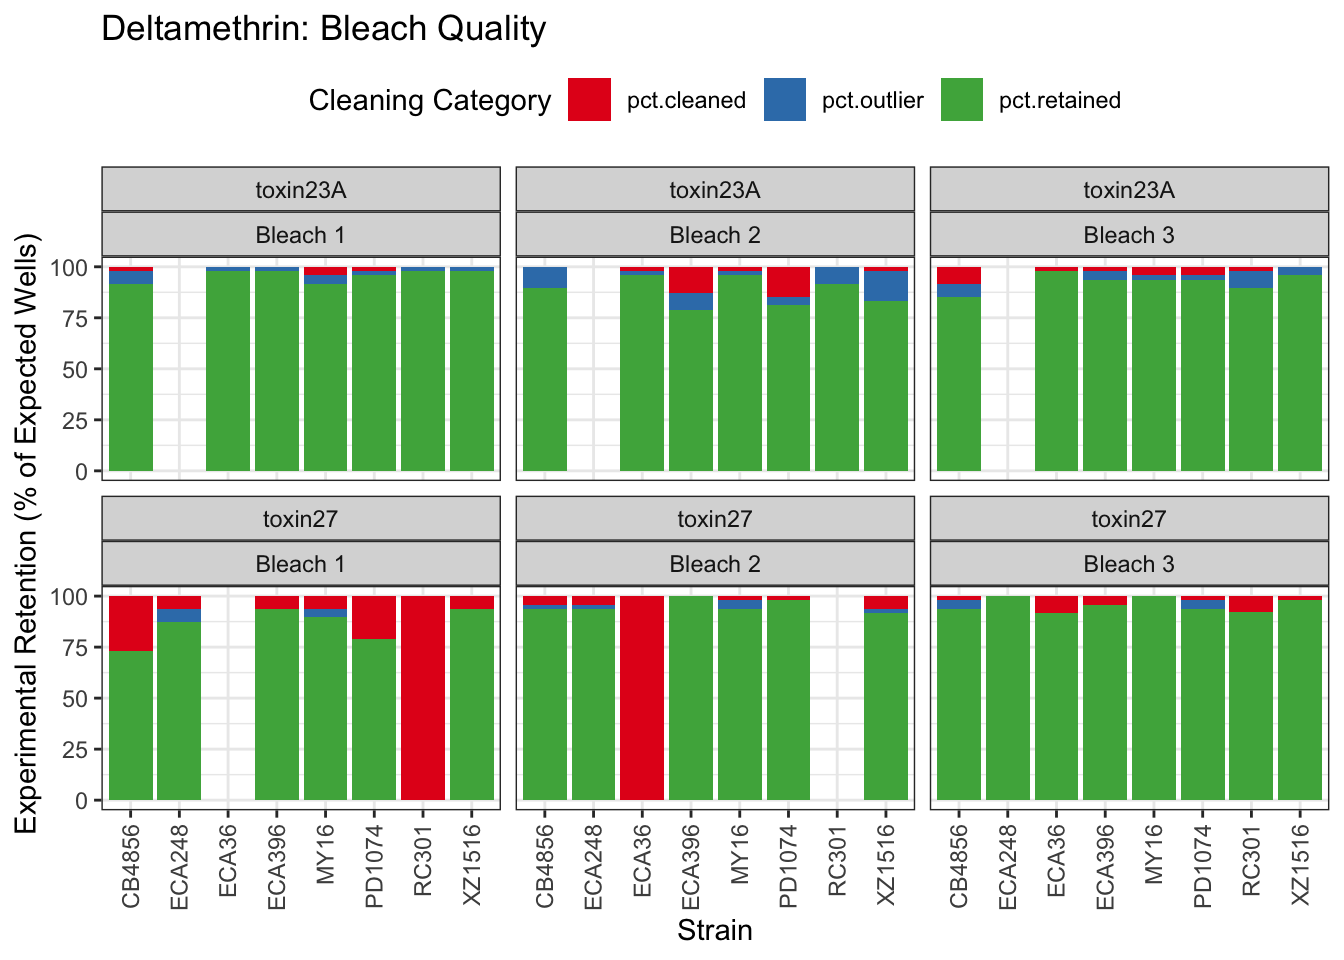 Deltamethrin: Bleach Quality
Cleaning Category pct.cleaned pct.outlier pct.retained
toxin23A toxin23A toxin23A
Bleach 1 Bleach 2 Bleach 3
100
75
50
25
0
Experimental Retention (% of Expected Wells)
toxin27 toxin27 toxin27
Bleach 1 Bleach 2 Bleach 3
100
75
50
25
0
CB4856 ECA248 ECA36 ECA396 MY16 PD1074 RC301 XZ1516 CB4856 ECA248 ECA36 ECA396 MY16 PD1074 RC301 XZ1516 CB4856 ECA248 ECA36 ECA396 MY16 PD1074 RC301 XZ1516
Strain